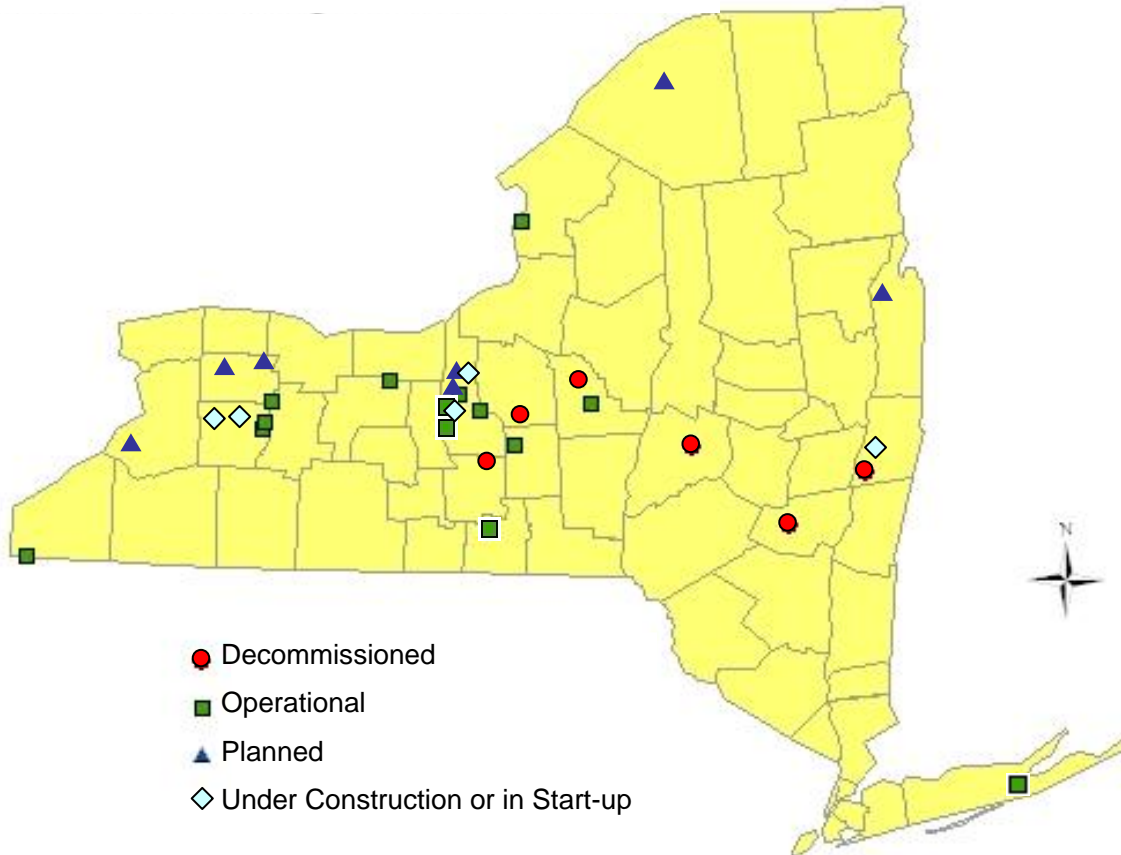 N
Decommissioned
Operational
Planned
Under Construction or in Start-up